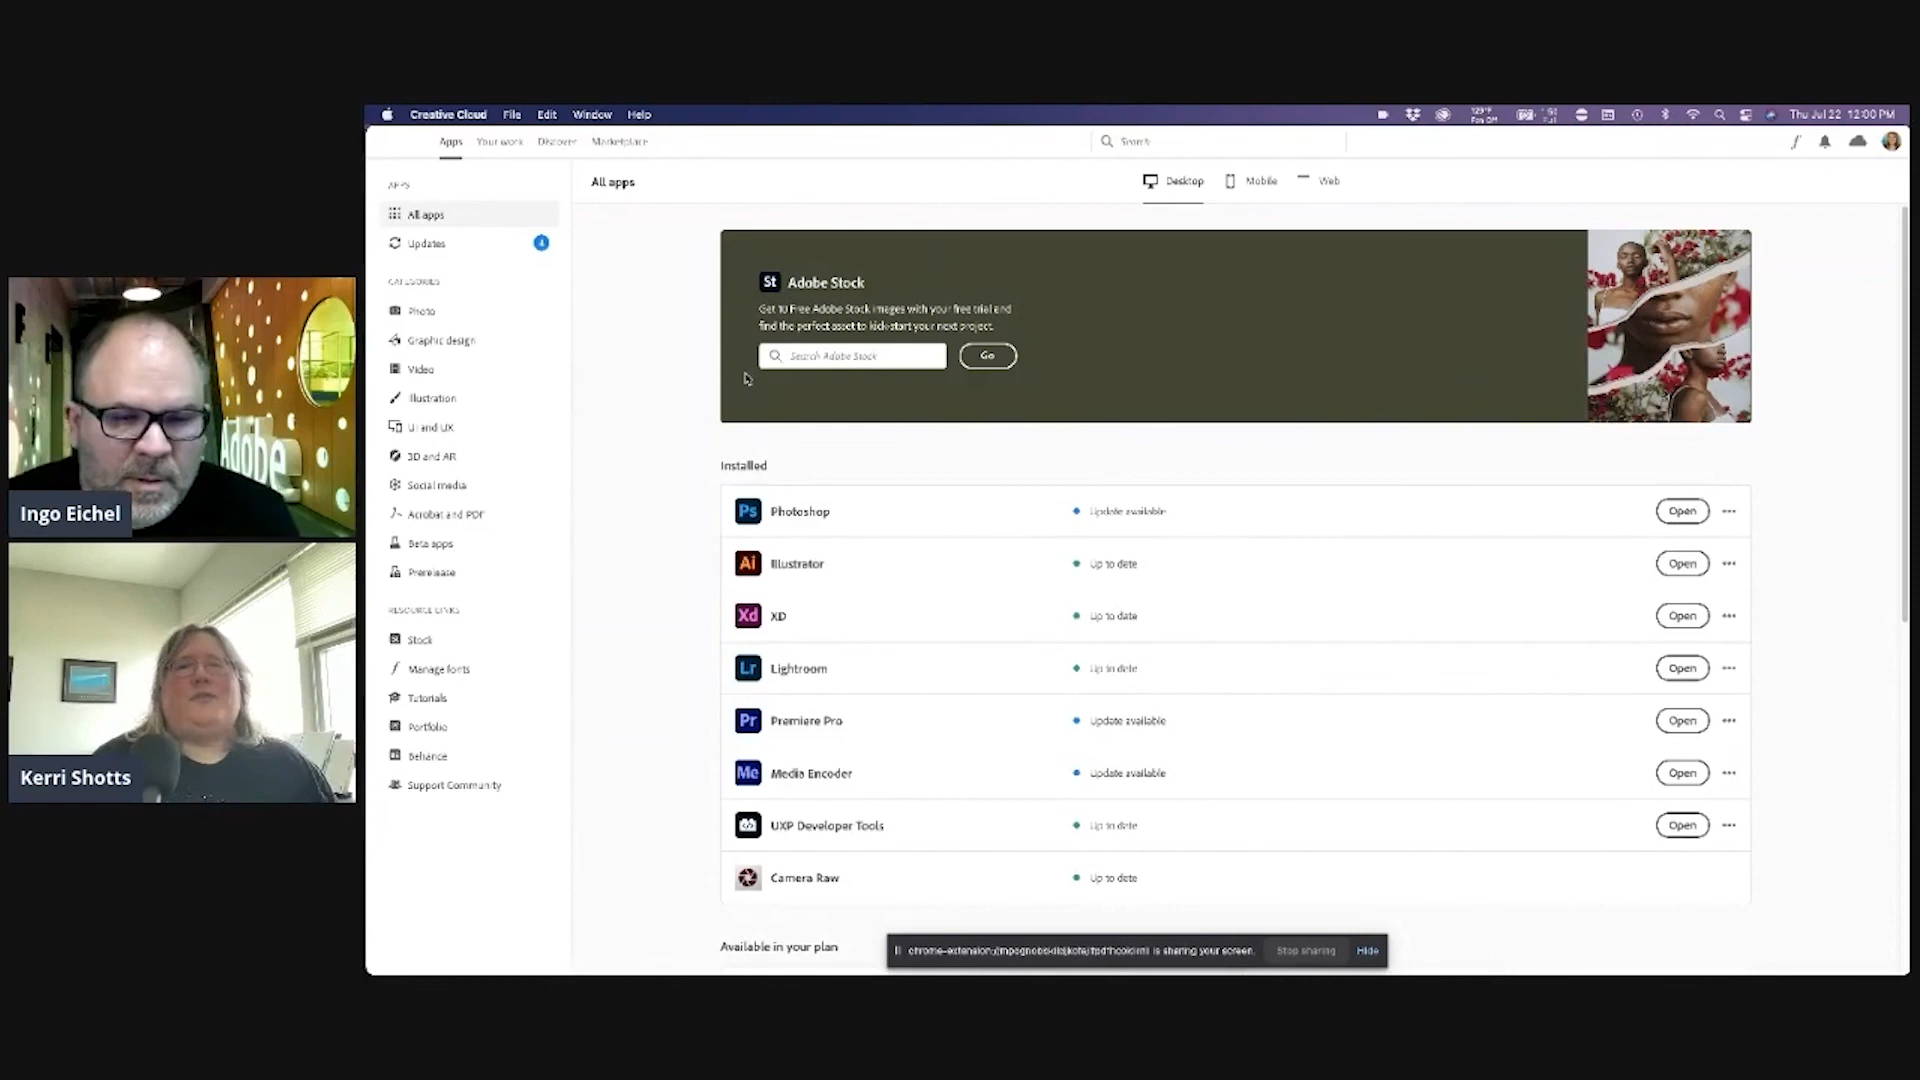 Creative Cloud File Edit Window Help
Thu Jul 22 12:00 PM
Apps Your work Discover Marketplace
Search
APPS
All apps
Updates 4
CATEGORIES
Photo
Graphic design
Video
Illustration
UI and UX
3D and AR
Social media
Acrobat and PDF
Beta apps
Prerelease
RESOURCE LINKS
Stock
Manage fonts
Tutorials
Portfolio
Behance
Support Community
All apps
Desktop Mobile Web
St Adobe Stock
Get 10 Free Adobe Stock images with your free trial and
find the perfect asset to kick-start your next project.
Search Adobe Stock Go
Installed
Ps Photoshop Update available Open
Ai Illustrator Up to date Open
Xd XD Up to date Open
Lr Lightroom Up to date Open
Pr Premiere Pro Update available Open
Me Media Encoder Update available Open
UXP Developer Tools Up to date Open
Camera Raw Up to date
Available in your plan
is sharing your screen. Stop sharing Hide
Adobe
Ingo Eichel
Kerri Shotts